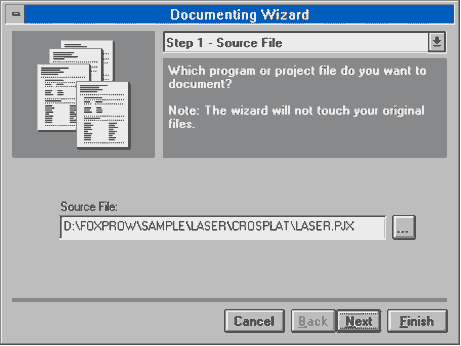 Documenting Wizard
Step 1 - Source File
Which program or project file do you want to
document?
Note: The wizard will not touch your original
files.
Source File:
D:\FOXPROW\SAMPLE\LASER\CROSPLAT\LASER.PJX
...
Cancel Back Next Finish